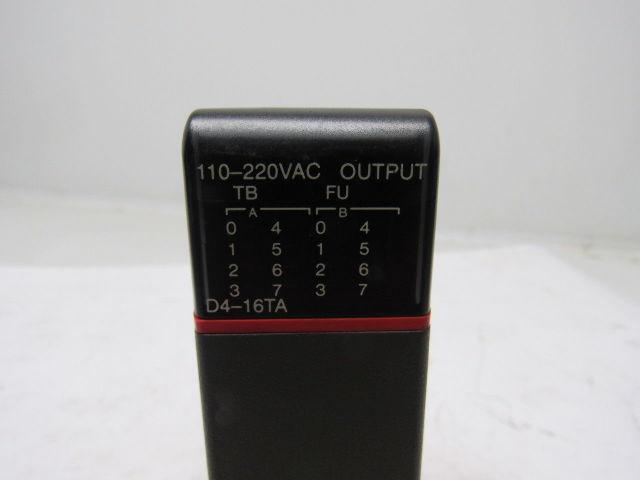 110-220VAC OUTPUT
TB FU
A B
0 4 0 4
1 5 1 5
2 6 2 6
3 7 3 7
D4-16TA